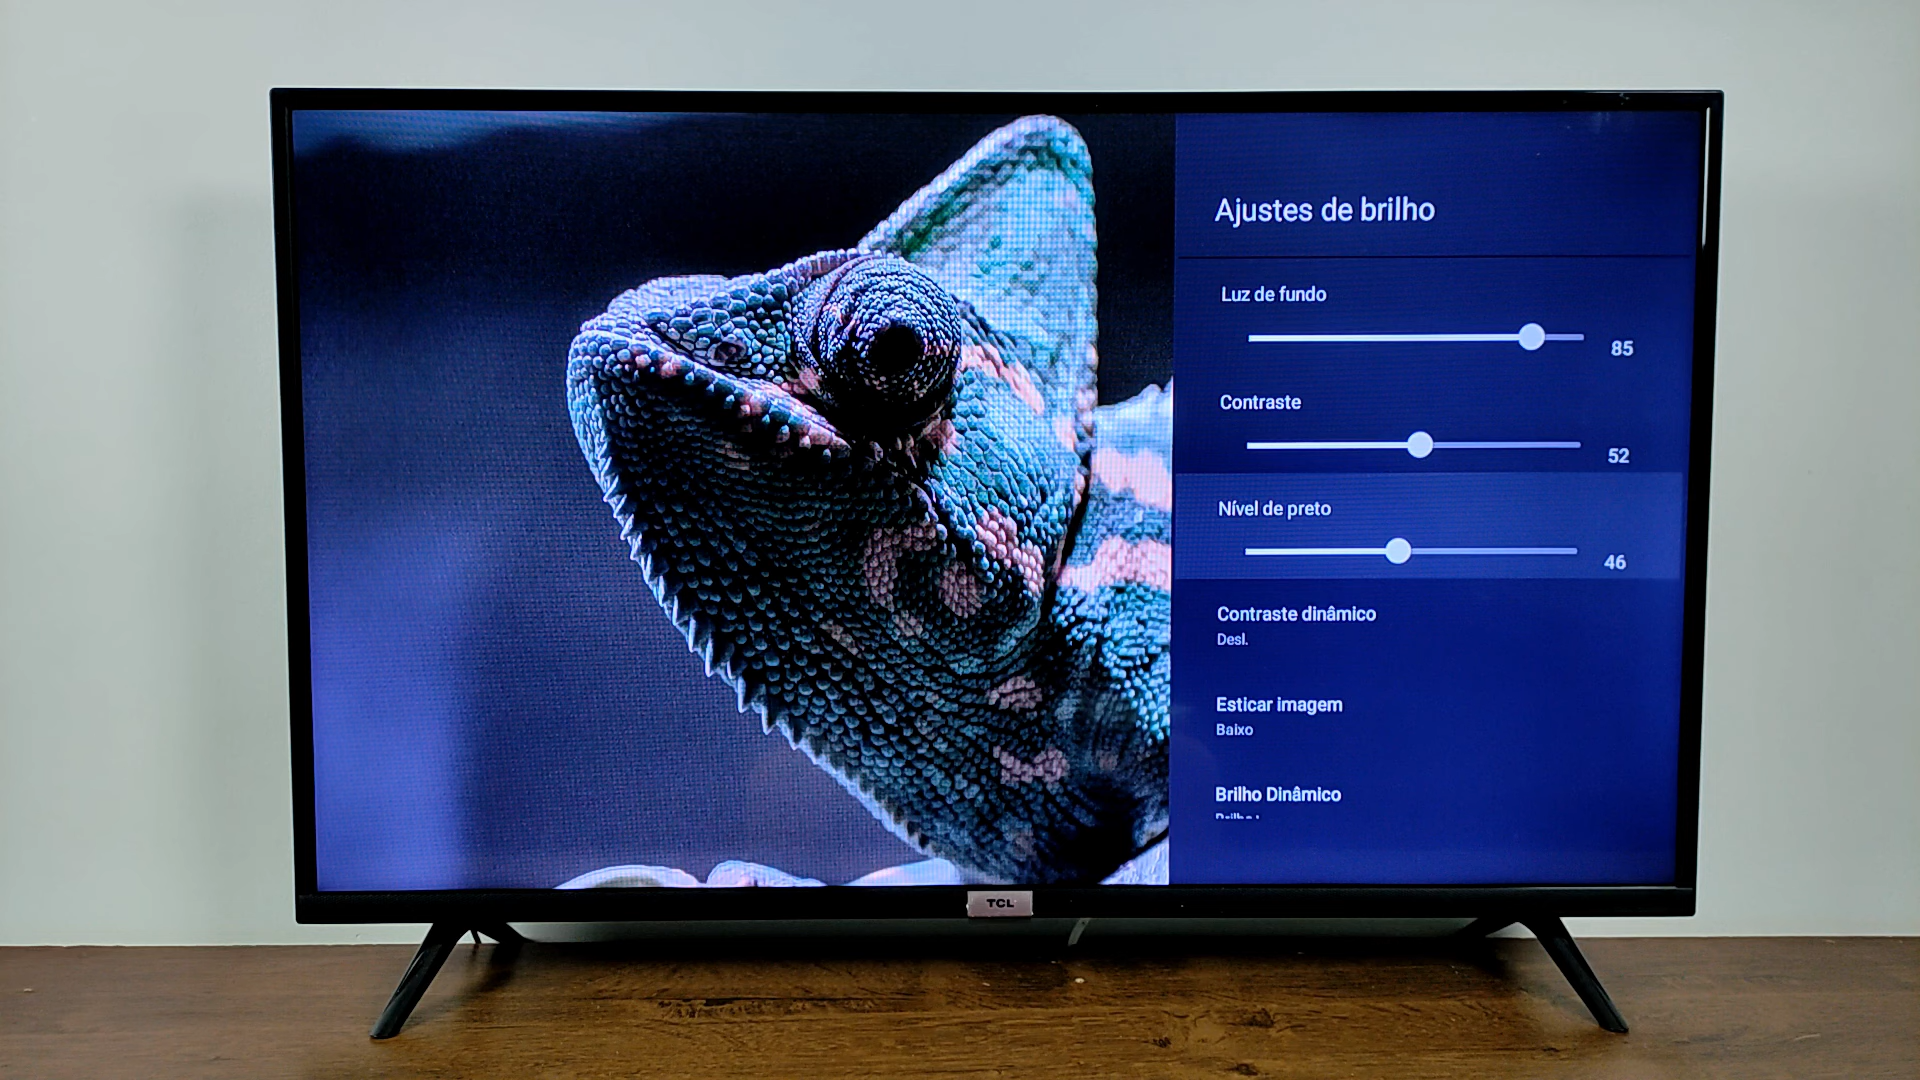 Ajustes de brilho
Luz de fundo
85
Contraste
52
Nível de preto
46
Contraste dinâmico
Desl.
Esticar imagem
Baixo
Brilho Dinâmico
TCL